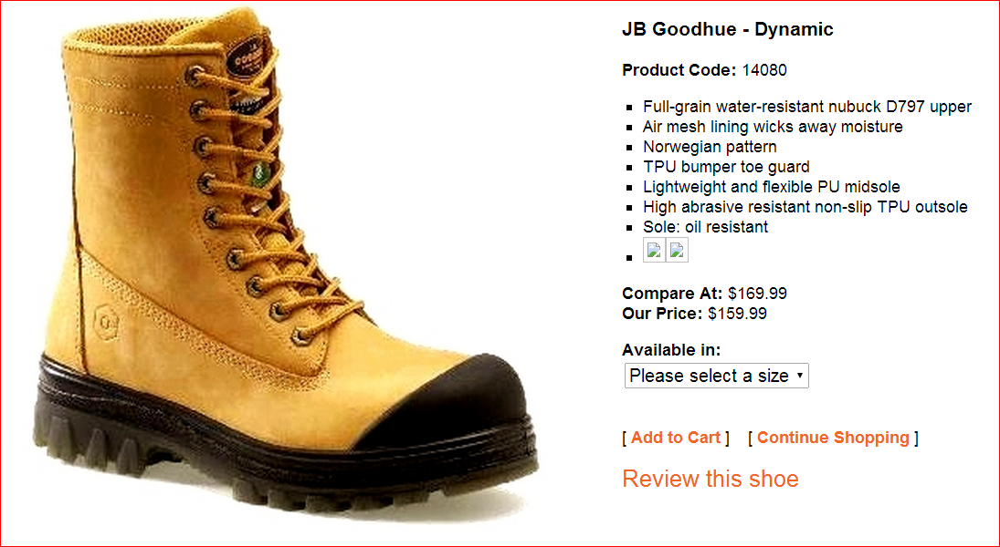 JB Goodhue - Dynamic
Product Code: 14080
Full-grain water-resistant nubuck D797 upper
Air mesh lining wicks away moisture
Norwegian pattern
TPU bumper toe guard
Lightweight and flexible PU midsole
High abrasive resistant non-slip TPU outsole
Sole: oil resistant
Compare At: $169.99
Our Price: $159.99
Available in:
Please select a size
[ Add to Cart ] [ Continue Shopping ]
Review this shoe